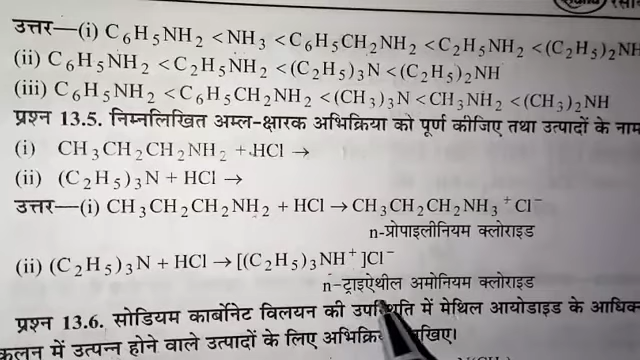 रसा
उत्तर—(i) C₆H₅NH₂ < NH₃ < C₆H₅CH₂NH₂ < C₂H₅NH₂ < (C₂H₅)₂NH
(ii) C₆H₅NH₂ < C₂H₅NH₂ < (C₂H₅)₃N < (C₂H₅)₂NH
(iii) C₆H₅NH₂ < C₆H₅CH₂NH₂ < (CH₃)₃N < CH₃NH₂ < (CH₃)₂NH
प्रश्न 13.5. निम्नलिखित अम्ल-क्षारक अभिक्रिया को पूर्ण कीजिए तथा उत्पादों के नाम
(i) CH₃CH₂CH₂NH₂ + HCl →
(ii) (C₂H₅)₃N + HCl →
उत्तर—(i) CH₃CH₂CH₂NH₂ + HCl → CH₃CH₂CH₂NH₃⁺Cl⁻
n-प्रोपाइलीनियम क्लोराइड
(ii) (C₂H₅)₃N + HCl → [(C₂H₅)₃NH⁺]Cl⁻
n-ट्राइऐथील अमोनियम क्लोराइड
प्रश्न 13.6. सोडियम कार्बोनेट विलयन की उपस्थिति में मेथिल आयोडाइड के आधिक
कलन में उत्पन्न होने वाले उत्पादों के लिए